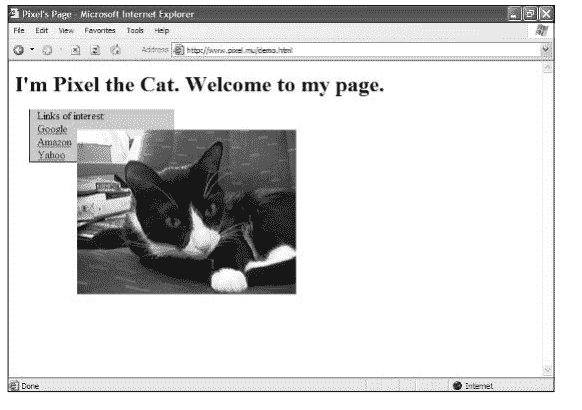 Pixel's Page - Microsoft Internet Explorer
File Edit View Favorites Tools Help
Address http://www.pixel.mu/demo.html
I'm Pixel the Cat. Welcome to my page.
Links of interest
Google
Amazon
Yahoo
Done Internet